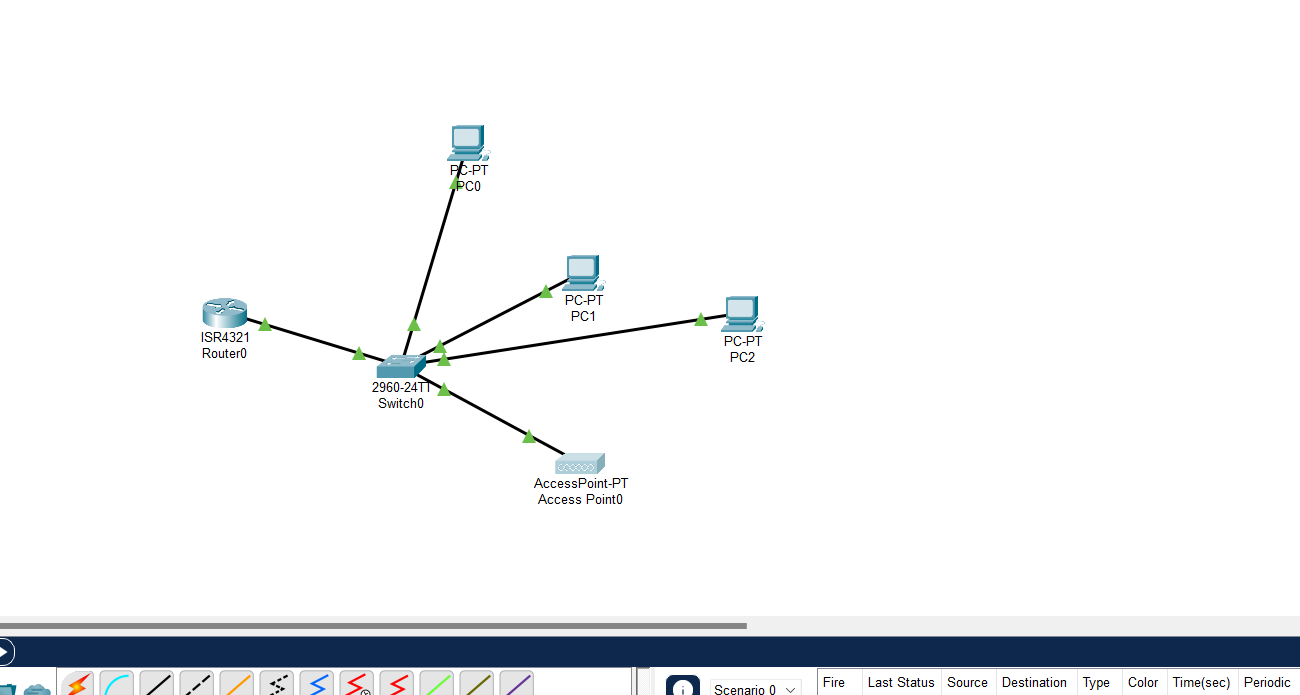 PC-PT
PC0
PC-PT
PC1
ISR4321
Router0
PC-PT
PC2
2960-24TT
Switch0
AccessPoint-PT
Access Point0
Scenario 0
Fire Last Status Source Destination Type Color Time(sec) Periodic